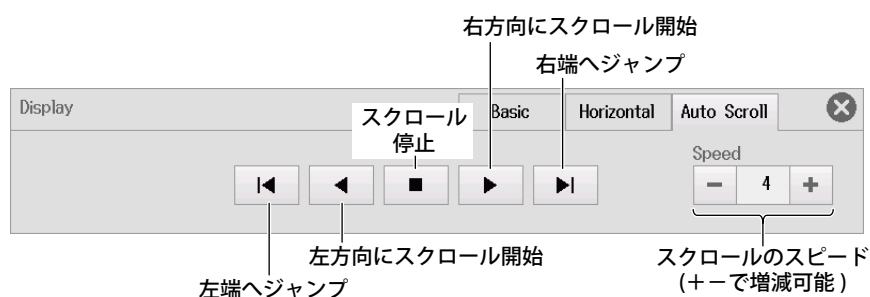 右方向にスクロール開始
右端へジャンプ
Display
スクロール
停止
Basic
Horizontal
Auto Scroll
Speed
4
左方向にスクロール開始
左端へジャンプ
スクロールのスピード
(+－で増減可能 )